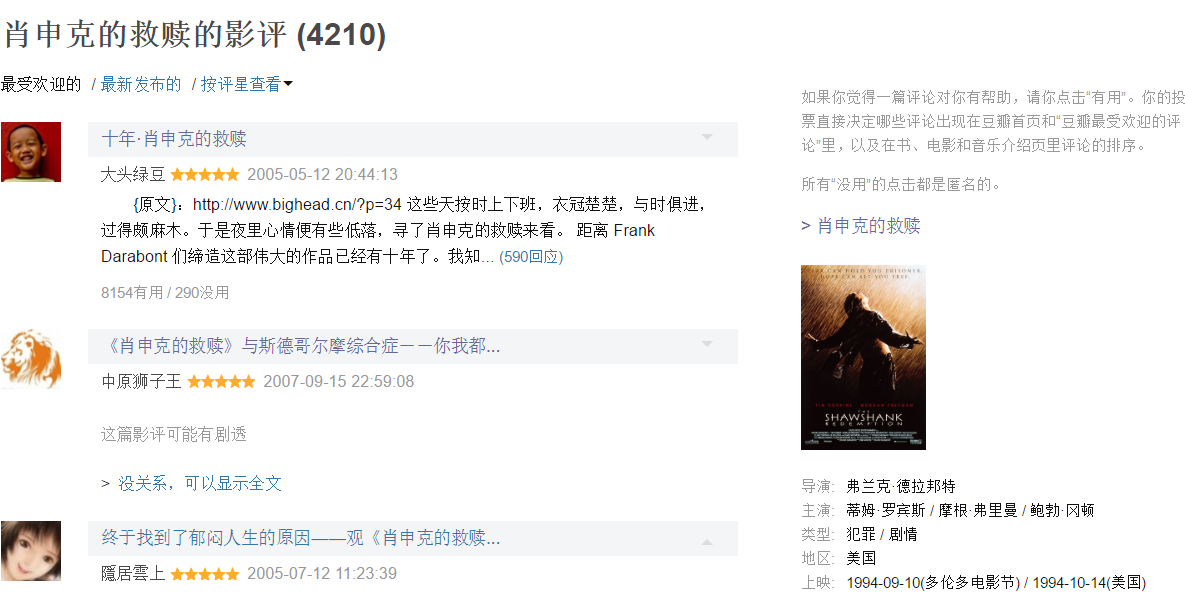 肖申克的救赎的影评 (4210)
最受欢迎的 / 最新发布的 / 按评星查看
十年·肖申克的救赎
大头绿豆 2005-05-12 20:44:13
{原文}：http://www.bighead.cn/?p=34 这些天按时上下班，衣冠楚楚，与时俱进，
过得颇麻木。于是夜里心情便有些低落，寻了肖申克的救赎来看。 距离 Frank
Darabont 们缔造这部伟大的作品已经有十年了。我知... (590回应)
8154有用 / 290没用
《肖申克的救赎》与斯德哥尔摩综合症－－你我都...
中原狮子王 2007-09-15 22:59:08
这篇影评可能有剧透
> 没关系，可以显示全文
终于找到了郁闷人生的原因——观《肖申克的救赎...
隱居雲上 2005-07-12 11:23:39
如果你觉得一篇评论对你有帮助，请你点击“有用”。你的投
票直接决定哪些评论出现在豆瓣首页和“豆瓣最受欢迎的评
论”里，以及在书、电影和音乐介绍页里评论的排序。
所有“没用”的点击都是匿名的。
> 肖申克的救赎
FEAR CAN HOLD YOU PRISONER.
HOPE CAN SET YOU FREE.
TIM ROBBINS MORGAN FREEMAN
THE
SHAWSHANK
REDEMPTION
导演: 弗兰克·德拉邦特
主演: 蒂姆·罗宾斯 / 摩根·弗里曼 / 鲍勃·冈顿
类型: 犯罪 / 剧情
地区: 美国
上映: 1994-09-10(多伦多电影节) / 1994-10-14(美国)